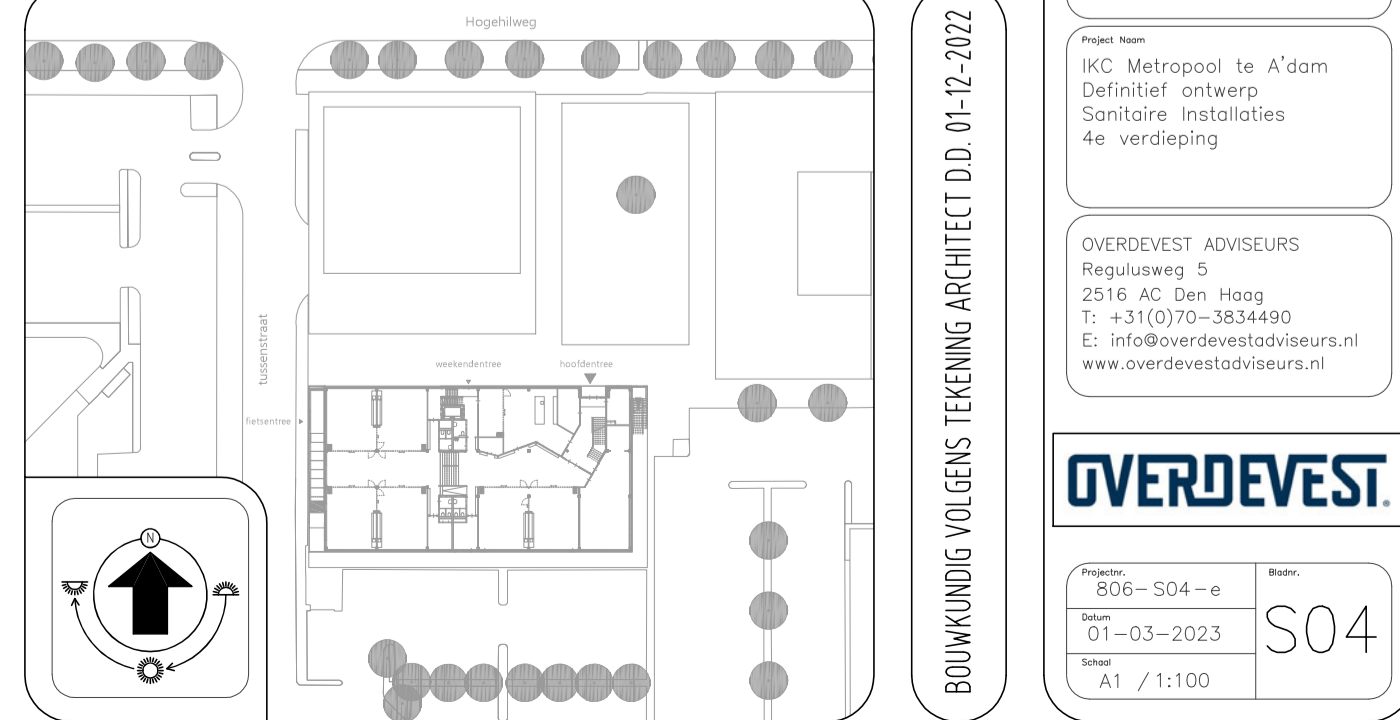 Hogehilweg
tussenstraat
weekendentree
hoofdentree
fietsentree
N
BOUWKUNDIG VOLGENS TEKENING ARCHITECT D.D. 01-12-2022
Project Naam
IKC Metropool te A'dam
Definitief ontwerp
Sanitaire Installaties
4e verdieping
OVERDEVEST ADVISEURS
Regulusweg 5
2516 AC Den Haag
T: +31(0)70-3834490
E: info@overdevestadviseurs.nl
www.overdevestadviseurs.nl
OVERDEVEST®
Projectnr.
806-S04-e
Datum
01-03-2023
Schaal
A1 / 1:100
Bladnr.
S04